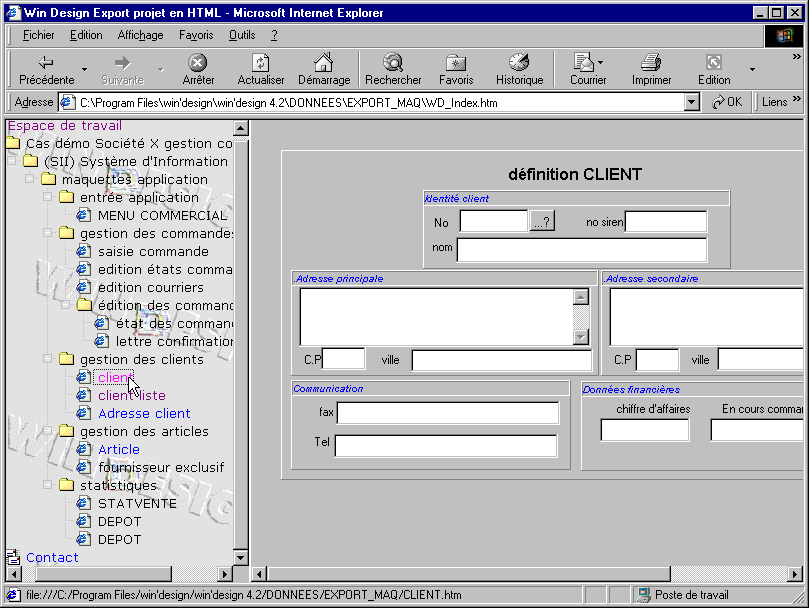 Win Design Export projet en HTML - Microsoft Internet Explorer
Fichier Edition Affichage Favoris Outils ?
Précédente Suivante Arrêter Actualiser Démarrage Rechercher Favoris Historique Courrier Imprimer Edition »
Adresse C:\Program Files\win'design\win'design 4.2\DONNEES\EXPORT_MAQ\WD_Index.htm OK Liens »
Espace de travail
Cas démo Société X gestion co
(SII) Système d'Information
maquettes application
entrée application
MENU COMMERCIAL
gestion des commandes
saisie commande
edition états comma
edition courriers
édition des command
état des comman
lettre confirmation
gestion des clients
client
client liste
Adresse client
gestion des articles
Article
fournisseur exclusif
statistiques
STATVENTE
DEPOT
DEPOT
Contact
définition CLIENT
Identité client
No ...? no siren
nom
Adresse principale Adresse secondaire
C.P ville C.P ville
Communication Données financières
fax chiffre d'affaires En cours comman
Tel
file:///C:/Program Files/win'design/win'design 4.2/DONNEES/EXPORT_MAQ/CLIENT.htm Poste de travail